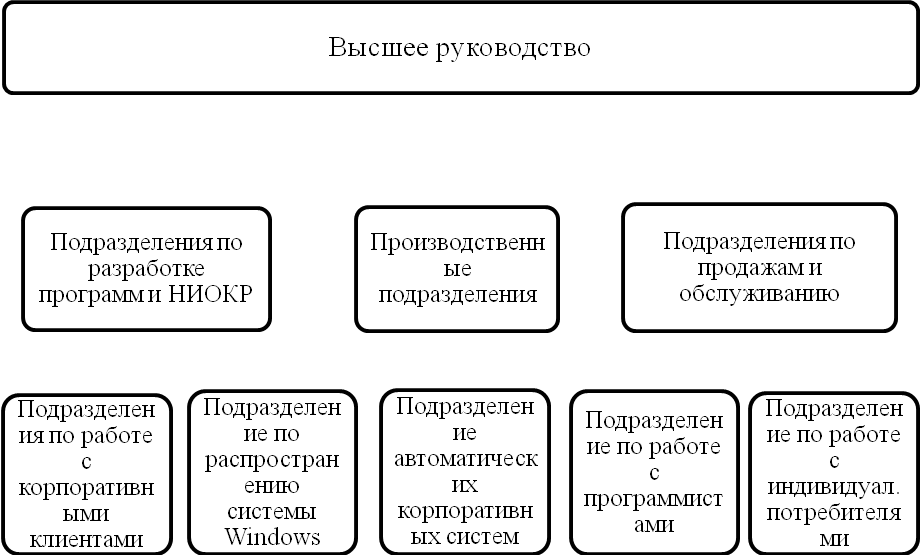 Высшее руководство
Подразделения по
разработке
программ и НИОКР
Производственн
ые
подразделения
Подразделения по
продажам и
обслуживанию
Подразделен
ия по работе
с
корпоративн
ыми
клиентами
Подразделен
ие по
распростран
ению
системы
Windows
Подразделен
ие
автоматическ
их
корпоративн
ых систем
Подразделен
ие по работе
с
программист
ами
Подразделен
ие по работе
с
индивидуал.
потребителя
ми